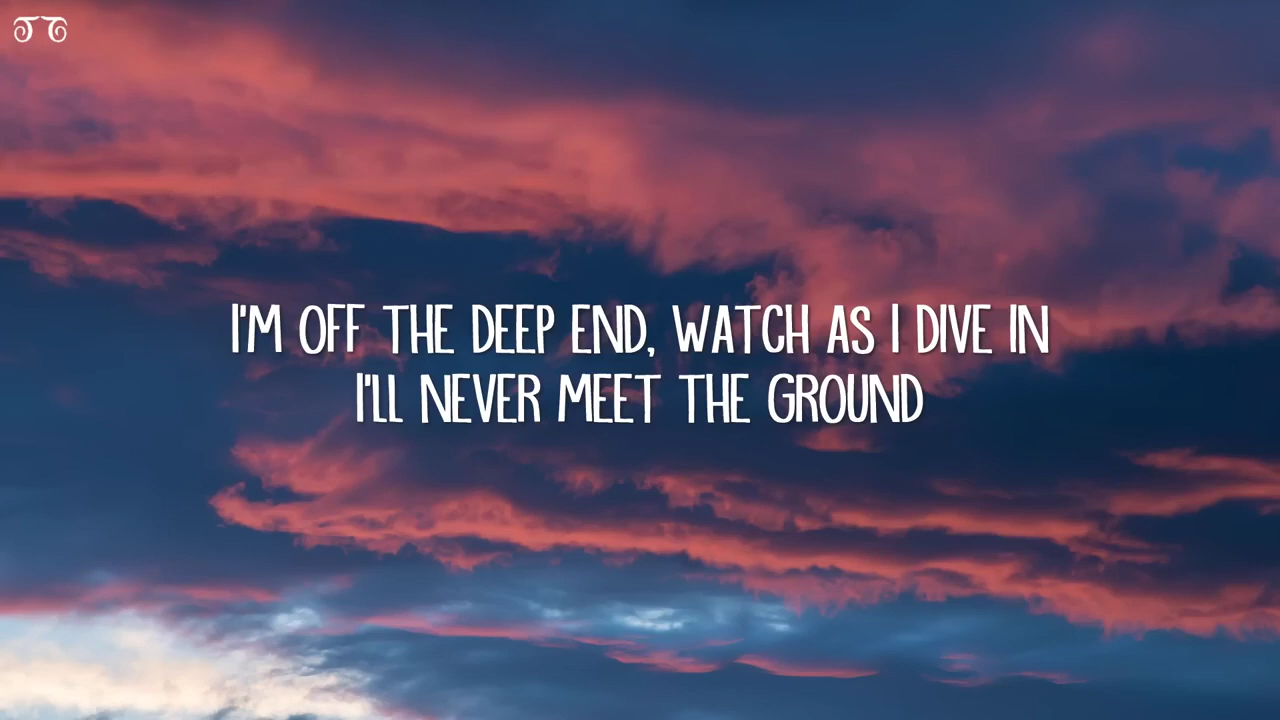 I'M OFF THE DEEP END, WATCH AS I DIVE IN
I'LL NEVER MEET THE GROUND